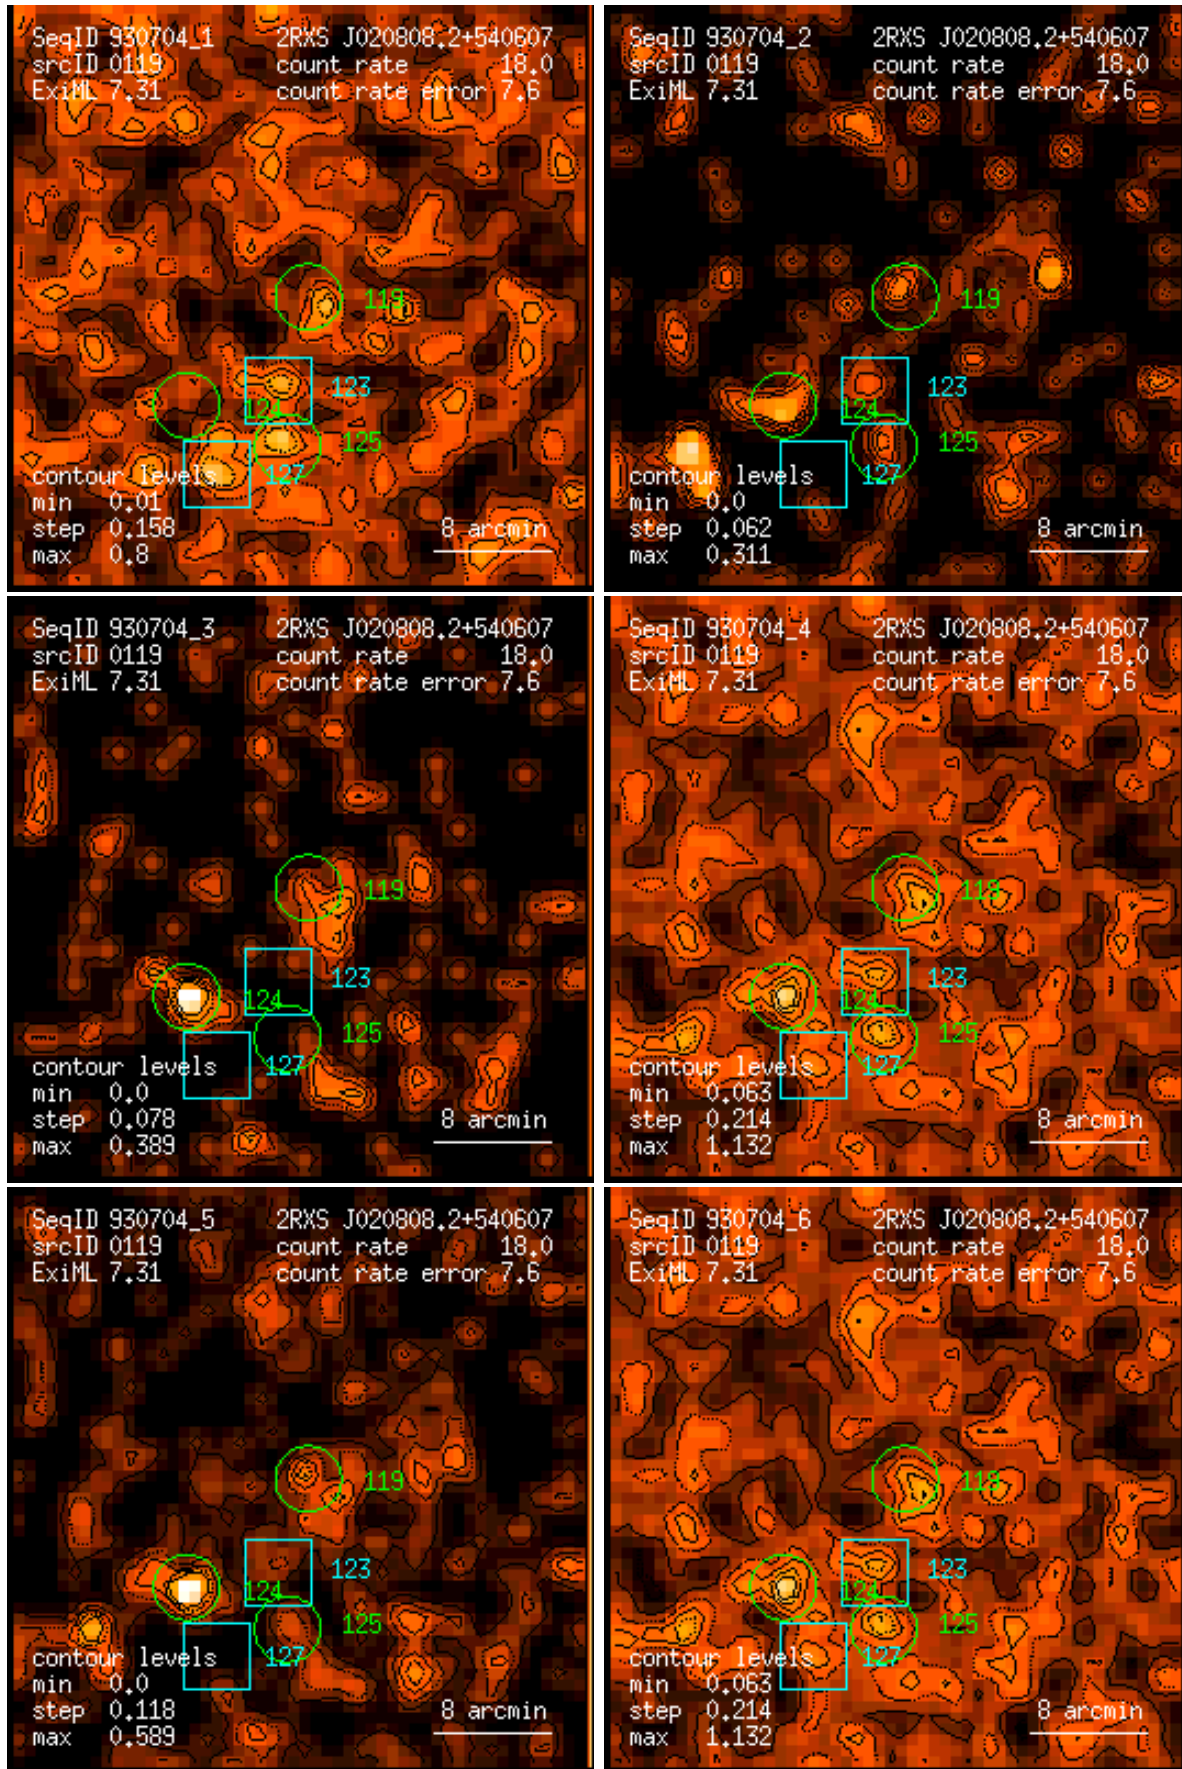 SeqID 930704_1 2RXS J020808.2+540607
srcID 0119 count rate 18.0
ExiML 7.31 count rate error 7.6
119
123
124
125
127
contour levels
min 0.01
step 0.158
max 0.8
8 arcmin
SeqID 930704_2 2RXS J020808.2+540607
srcID 0119 count rate 18.0
ExiML 7.31 count rate error 7.6
119
123
124
125
127
contour levels
min 0.0
step 0.062
max 0.311
8 arcmin
SeqID 930704_3 2RXS J020808.2+540607
srcID 0119 count rate 18.0
ExiML 7.31 count rate error 7.6
119
123
124
125
127
contour levels
min 0.0
step 0.078
max 0.389
8 arcmin
SeqID 930704_4 2RXS J020808.2+540607
srcID 0119 count rate 18.0
ExiML 7.31 count rate error 7.6
119
123
124
125
127
contour levels
min 0.063
step 0.214
max 1.132
8 arcmin
SeqID 930704_5 2RXS J020808.2+540607
srcID 0119 count rate 18.0
ExiML 7.31 count rate error 7.6
119
123
124
125
127
contour levels
min 0.0
step 0.118
max 0.589
8 arcmin
SeqID 930704_6 2RXS J020808.2+540607
srcID 0119 count rate 18.0
ExiML 7.31 count rate error 7.6
119
123
124
125
127
contour levels
min 0.063
step 0.214
max 1.132
8 arcmin